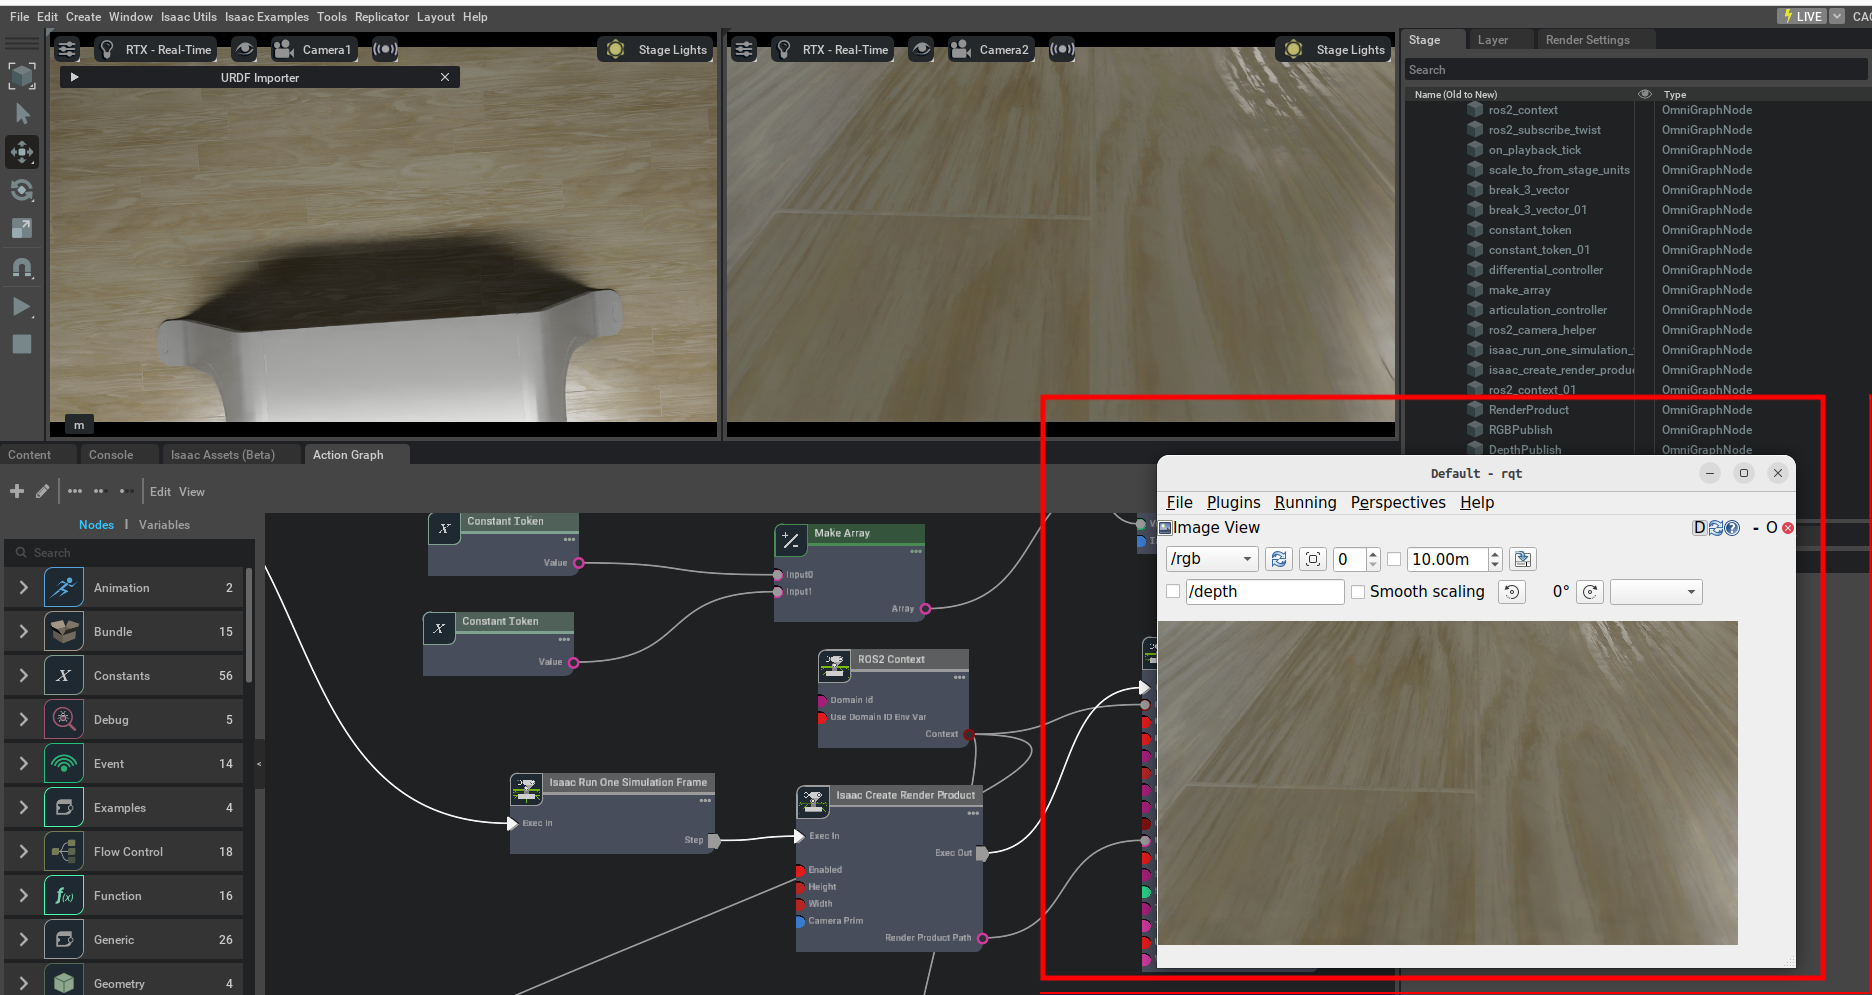 File Edit Create Window Isaac Utils Isaac Examples Tools Replicator Layout Help
LIVE
RTX - Real-Time
Camera1
Stage Lights
URDF Importer
m
RTX - Real-Time
Camera2
Stage Lights
Stage
Layer
Render Settings
Search
Name (Old to New)
Type
ros2_context OmniGraphNode
ros2_subscribe_twist OmniGraphNode
on_playback_tick OmniGraphNode
scale_to_from_stage_units OmniGraphNode
break_3_vector OmniGraphNode
break_3_vector_01 OmniGraphNode
constant_token OmniGraphNode
constant_token_01 OmniGraphNode
differential_controller OmniGraphNode
make_array OmniGraphNode
articulation_controller OmniGraphNode
ros2_camera_helper OmniGraphNode
isaac_run_one_simulation_ OmniGraphNode
isaac_create_render_produc OmniGraphNode
ros2_context_01 OmniGraphNode
RenderProduct OmniGraphNode
RGBPublish OmniGraphNode
DepthPublish OmniGraphNode
Content
Console
Isaac Assets (Beta)
Action Graph
Edit View
Nodes
Variables
Search
Animation 2
Bundle 15
Constants 56
Debug 5
Event 14
Examples 4
Flow Control 18
Function 16
Generic 26
Geometry 4
Constant Token
Value
Constant Token
Value
Make Array
Input0
Input1
Array
ROS2 Context
Domain Id
Use Domain ID Env Var
Context
Isaac Run One Simulation Frame
Exec In
Step
Isaac Create Render Product
Exec In
Exec Out
Enabled
Height
Width
Camera Prim
Render Product Path
Default - rqt
File Plugins Running Perspectives Help
Image View
D
- O
/rgb
0
10.00m
/depth
Smooth scaling
0°